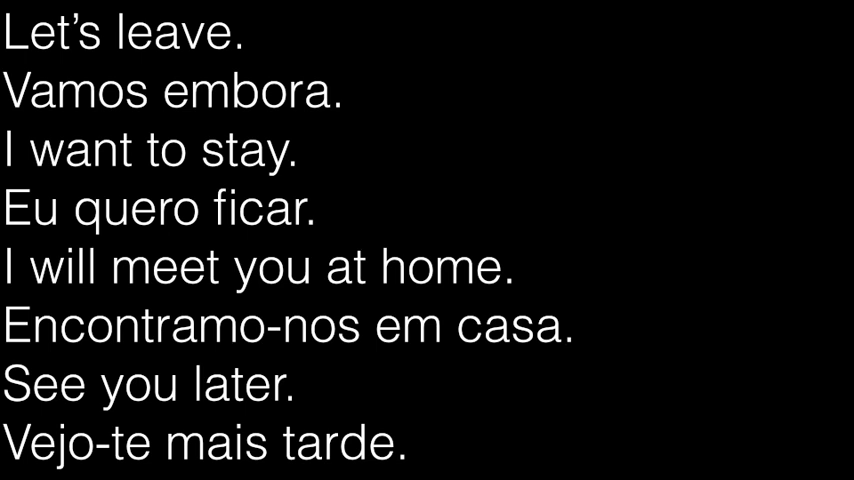 Let’s leave.
Vamos embora.
I want to stay.
Eu quero ficar.
I will meet you at home.
Encontramo-nos em casa.
See you later.
Vejo-te mais tarde.